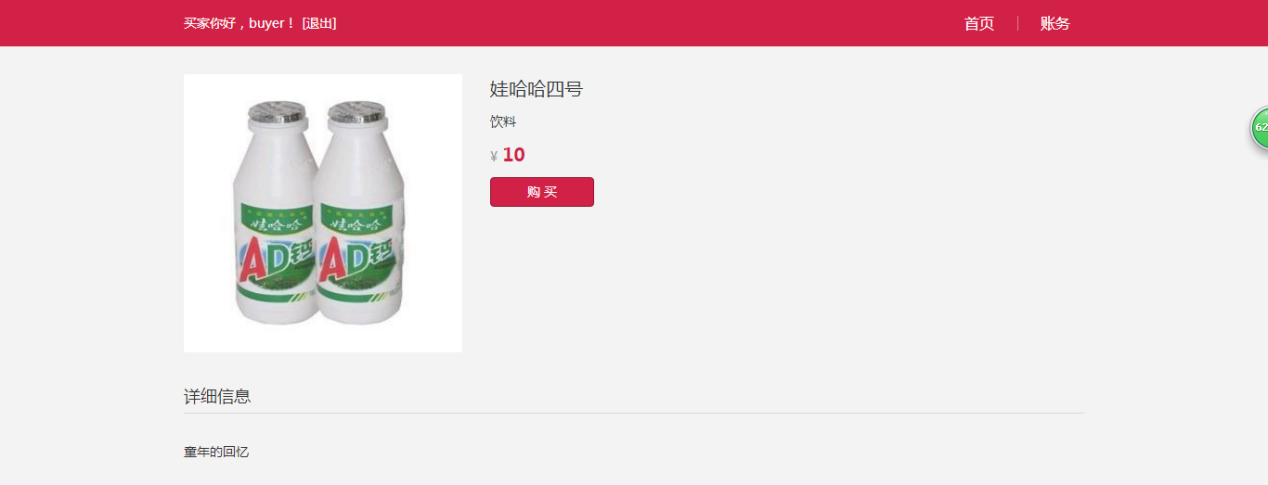 买家你好，buyer！ [退出]
首页 | 账务
娃哈哈四号
饮料
¥ 10
购 买
娃哈哈 娃哈哈
AD钙 AD钙
详细信息
童年的回忆
62